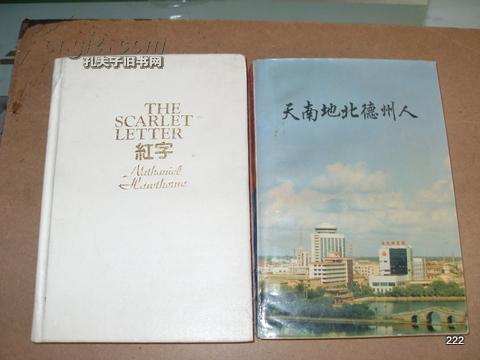 孔夫子旧书网
THE
SCARLET
LETTER
紅字
Nathaniel
Hawthorne
天南地北德州人
222